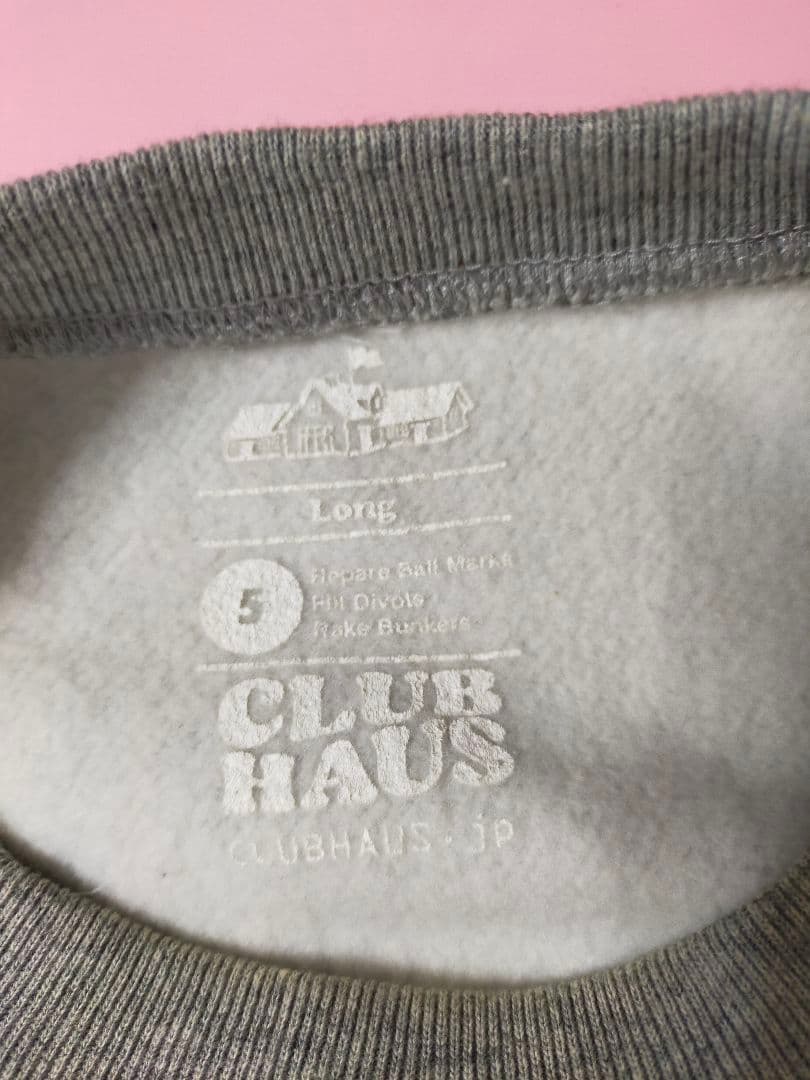 Long
5
Repare Ball Marks
Fill Divots
Rake Bunkers
CLUB
HAUS
CLUBHAUS.jp